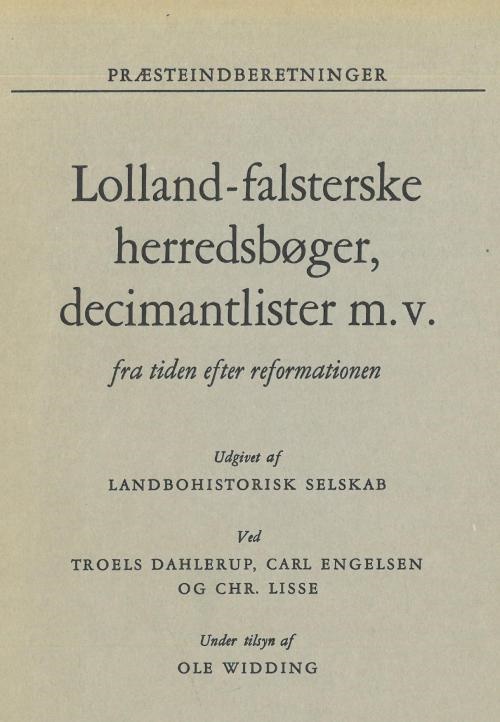 PRÆSTEINDBERETNINGER
Lolland-falsterske
herredsbøger,
decimantlister m.v.
fra tiden efter reformationen
Udgivet af
LANDBOHISTORISK SELSKAB
Ved
TROELS DAHLERUP, CARL ENGELSEN
OG CHR. LISSE
Under tilsyn af
OLE WIDDING